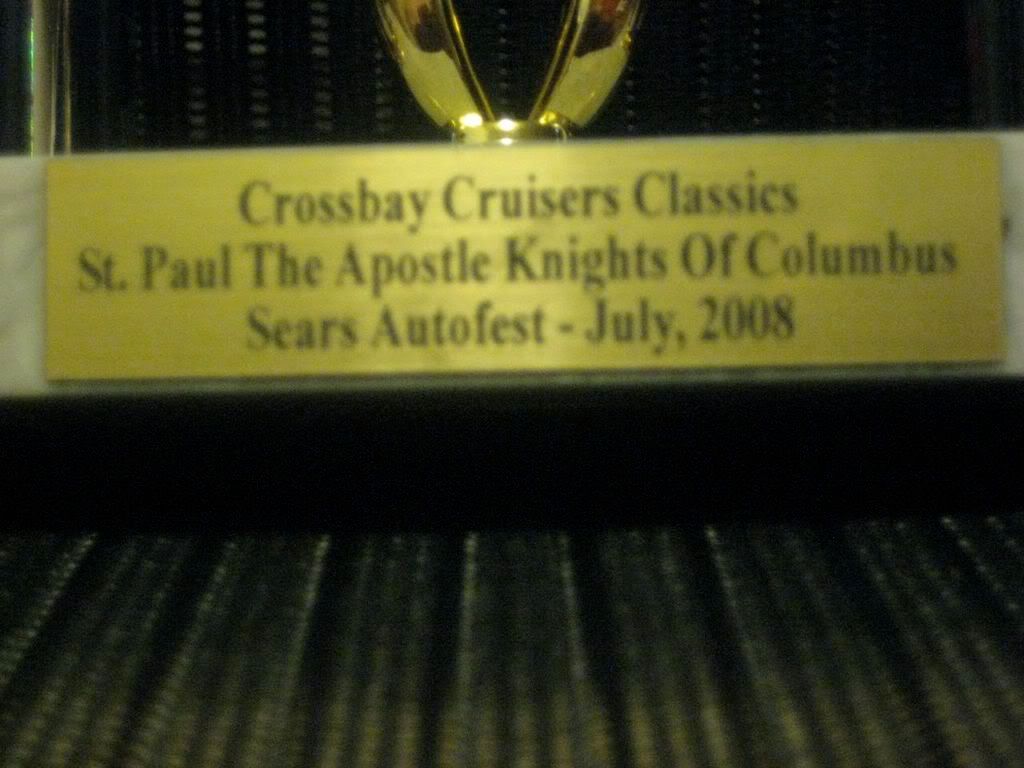 Crossbay Cruisers Classics
St. Paul The Apostle Knights Of Columbus
Sears Autofest - July, 2008